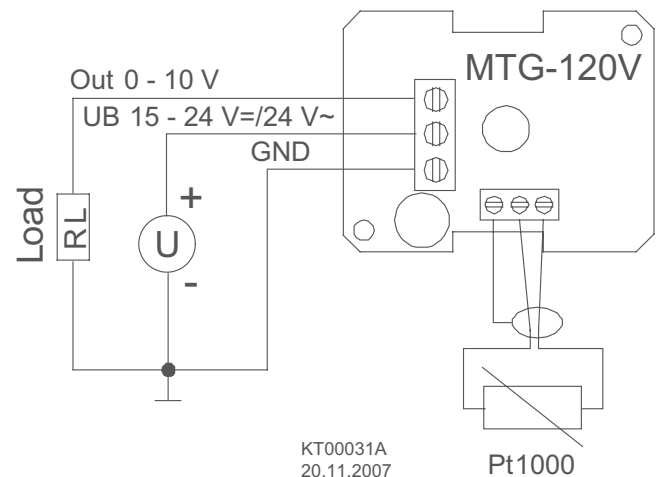 MTG-120V
Out 0 - 10 V
UB 15 - 24 V=/24 V~
GND
Load
RL
+
U
-
KT00031A
20.11.2007
Pt1000